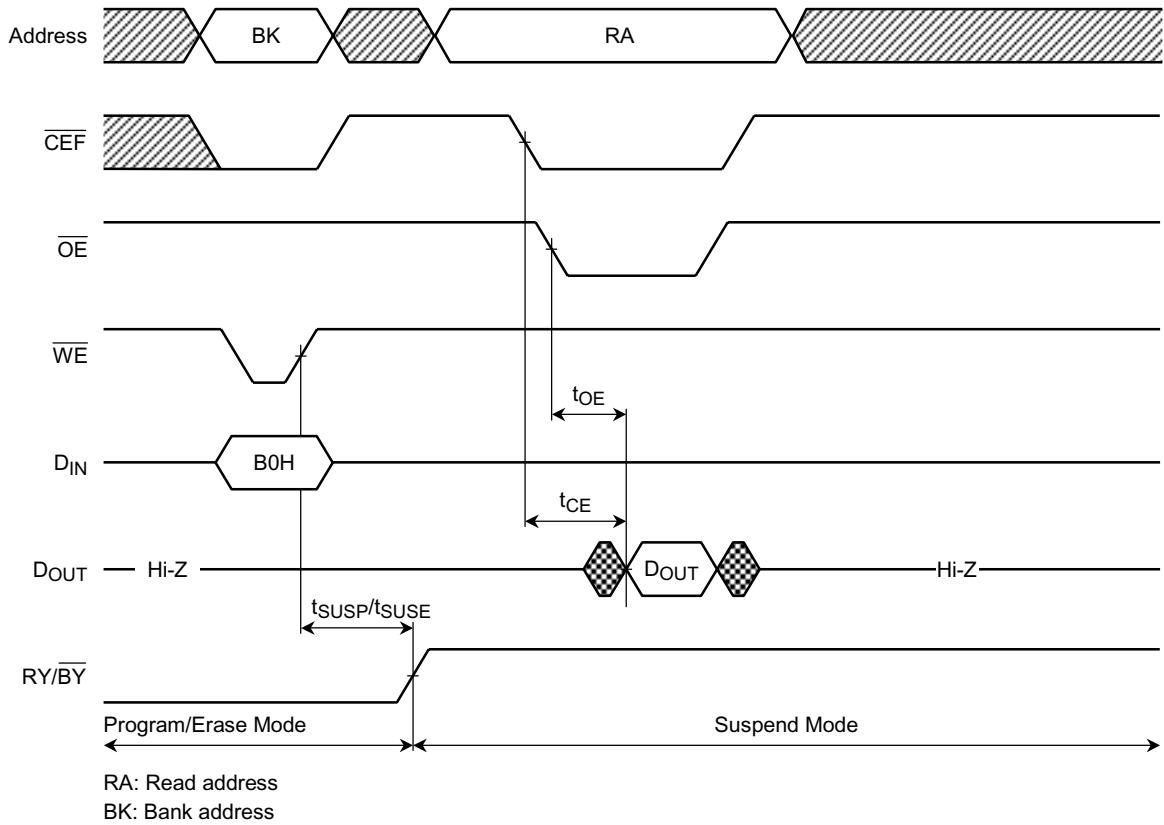 Address BK RA
CEF
OE
WE
tOE
DIN B0H
tCE
DOUT Hi-Z DOUT Hi-Z
tSUSP/tSUSE
RY/BY
Program/Erase Mode Suspend Mode
RA: Read address
BK: Bank address